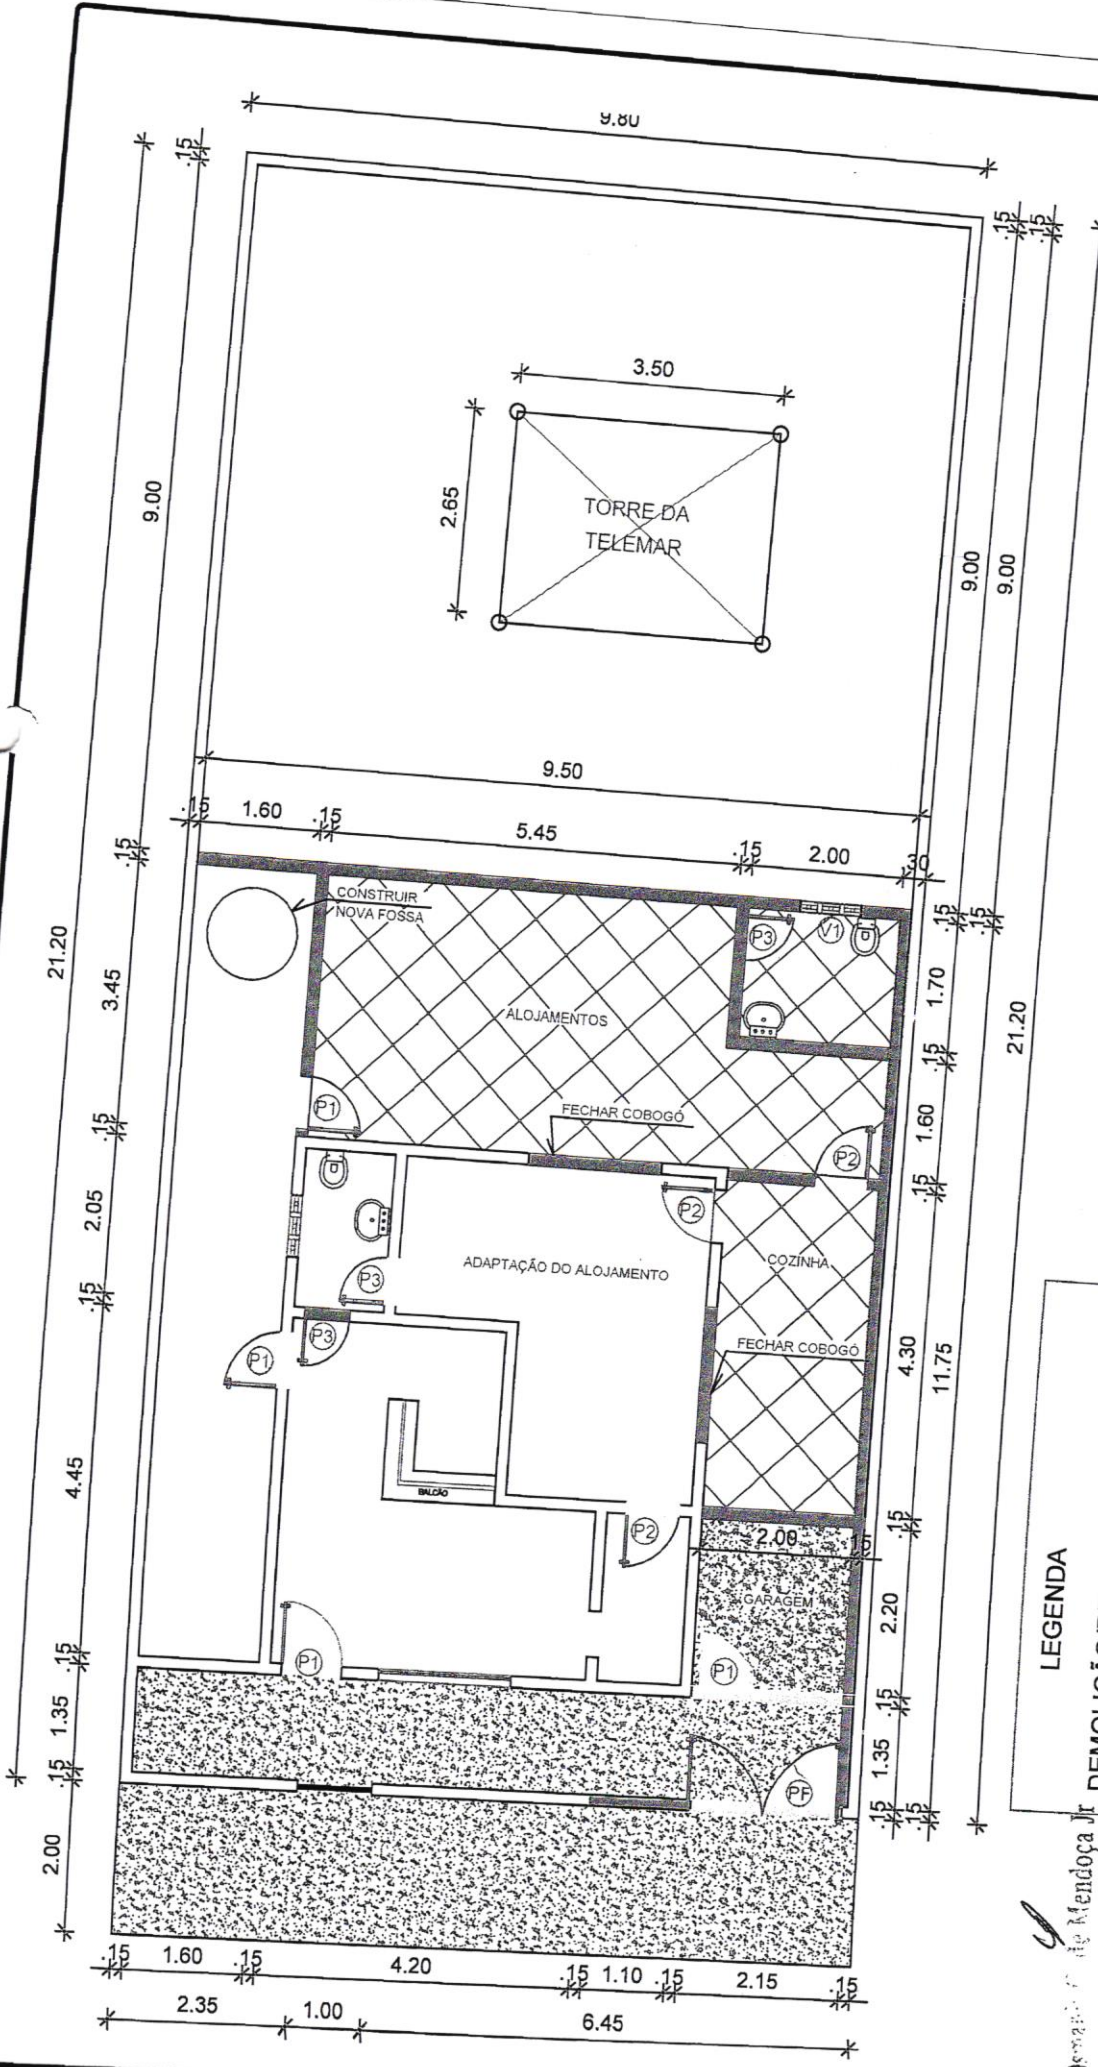 9.80
.15
.15
.15
3.50
2.65
TORRE DA
TELEMAR
9.00
9.00
9.00
9.50
.15
1.60
.15
5.45
.15
2.00
.30
.15
CONSTRUIR
NOVA FOSSA
P3
V1
.15
.15
21.20
3.45
ALOJAMENTOS
1.70
21.20
.15
P1
FECHAR COBOGÓ
1.60
.15
P2
.15
2.05
P2
ADAPTAÇÃO DO ALOJAMENTO
COZINHA
P3
.15
P3
P1
FECHAR COBOGÓ
4.30
11.75
4.45
BALCÃO
P2
2.00
.15
.15
GARAGEM
2.20
LEGENDA
P1
P1
.15
.15
1.35
1.35
PF
.15
.15
.15
2.00
de Mendoça Jr
.15
1.60
.15
4.20
.15
1.10
.15
2.15
.15
2.35
1.00
6.45